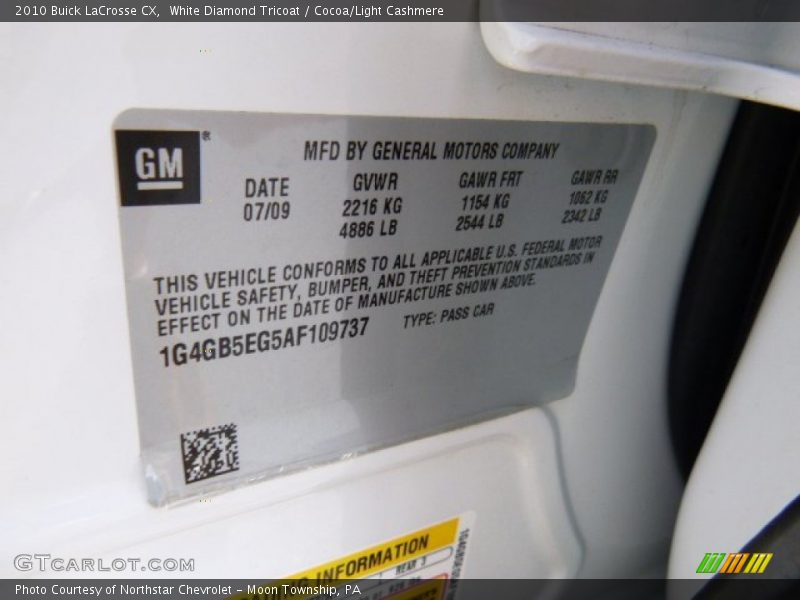 2010 Buick LaCrosse CX,  White Diamond Tricoat / Cocoa/Light Cashmere
GM ®
MFD BY GENERAL MOTORS COMPANY
DATE GVWR GAWR FRT GAWR RR
07/09 2216 KG 1154 KG 1062 KG
4886 LB 2544 LB 2342 LB
THIS VEHICLE CONFORMS TO ALL APPLICABLE U.S. FEDERAL MOTOR
VEHICLE SAFETY, BUMPER, AND THEFT PREVENTION STANDARDS IN
EFFECT ON THE DATE OF MANUFACTURE SHOWN ABOVE.
1G4GB5EG5AF109737 TYPE: PASS CAR
INFORMATION
REAR 3
GTCARLOT.COM
Photo Courtesy of Northstar Chevrolet - Moon Township, PA